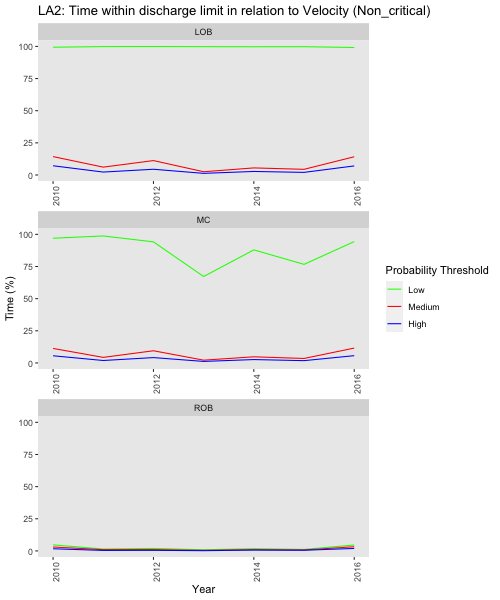 LA2: Time within discharge limit in relation to Velocity (Non_critical)
LOB
100
75
50
25
0
2010
2012
2014
2016
MC
100
75
50
25
0
2010
2012
2014
2016
ROB
100
75
50
25
0
2010
2012
2014
2016
Time (%)
Year
Probability Threshold
Low
Medium
High